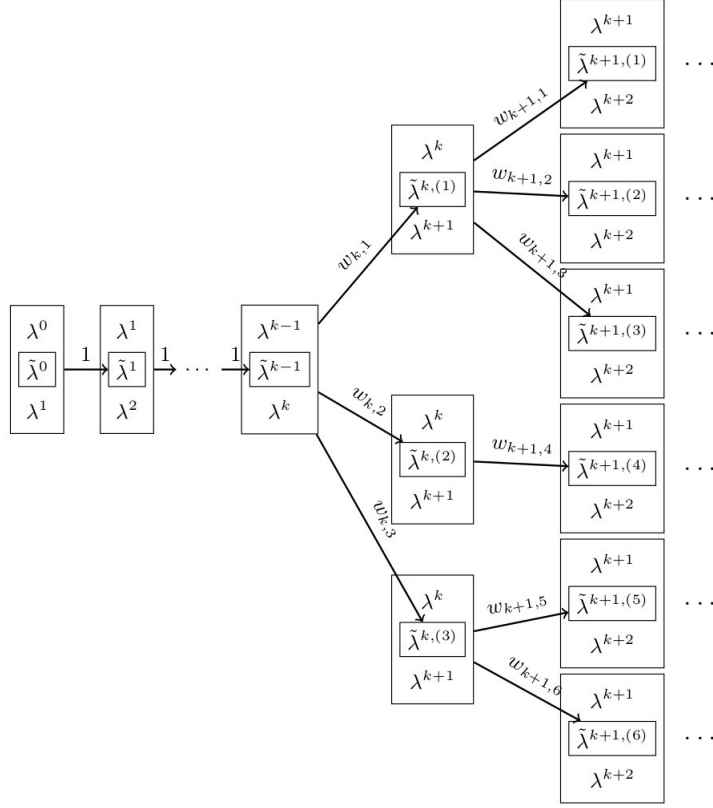 λ^0
λ̃^0
λ^1
1
λ^1
λ̃^1
λ^2
1
...
1
λ^{k−1}
λ̃^{k−1}
λ^k
w_{k,1}
w_{k,2}
w_{k,3}
λ^k
λ̃^{k,(1)}
λ^{k+1}
λ^k
λ̃^{k,(2)}
λ^{k+1}
λ^k
λ̃^{k,(3)}
λ^{k+1}
w_{k+1,1}
w_{k+1,2}
w_{k+1,3}
w_{k+1,4}
w_{k+1,5}
w_{k+1,6}
λ^{k+1}
λ̃^{k+1,(1)}
λ^{k+2}
...
λ^{k+1}
λ̃^{k+1,(2)}
λ^{k+2}
...
λ^{k+1}
λ̃^{k+1,(3)}
λ^{k+2}
...
λ^{k+1}
λ̃^{k+1,(4)}
λ^{k+2}
...
λ^{k+1}
λ̃^{k+1,(5)}
λ^{k+2}
...
λ^{k+1}
λ̃^{k+1,(6)}
λ^{k+2}
...